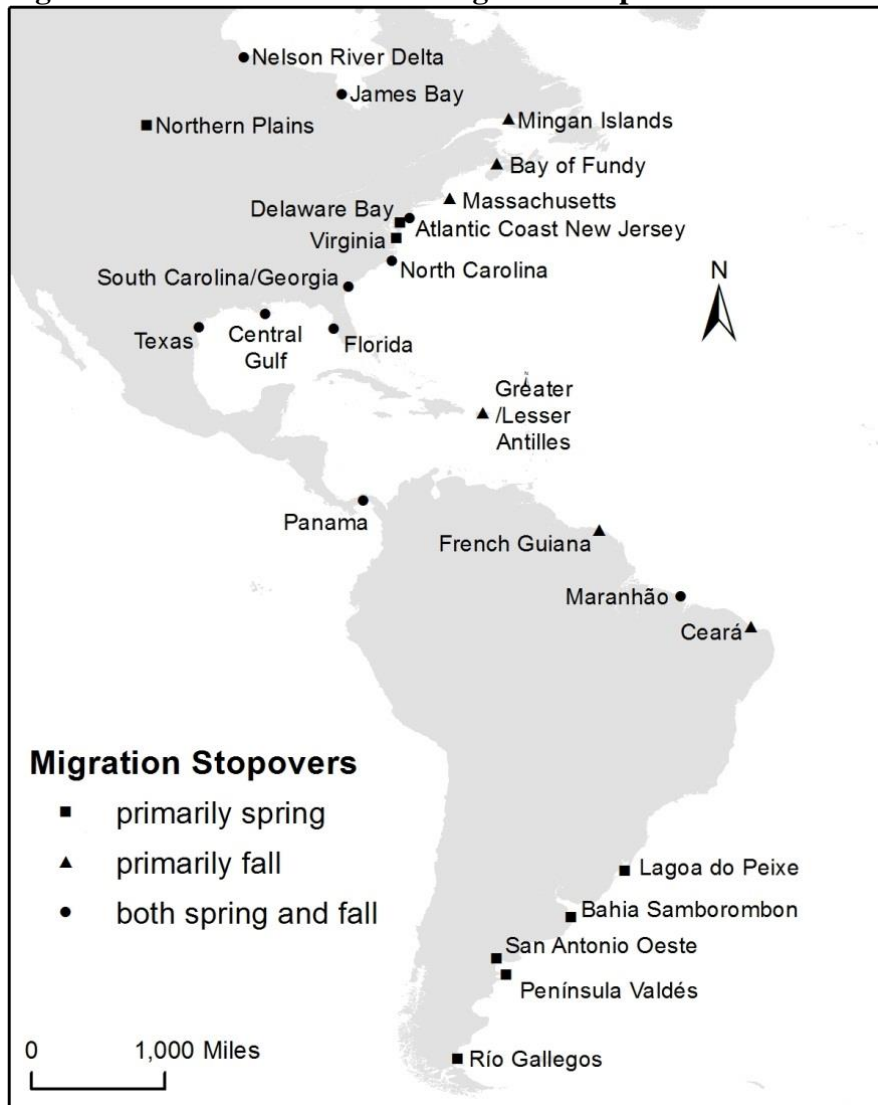 Nelson River Delta
James Bay
Northern Plains
Mingan Islands
Bay of Fundy
Massachusetts
Delaware Bay
Atlantic Coast New Jersey
Virginia
North Carolina
South Carolina/Georgia
N
Texas
Central
Gulf
Florida
Greater
/Lesser
Antilles
Panama
French Guiana
Maranhão
Ceará
Migration Stopovers
primarily spring
primarily fall
both spring and fall
Lagoa do Peixe
Bahia Samborombon
San Antonio Oeste
Península Valdés
Río Gallegos
0 1,000 Miles